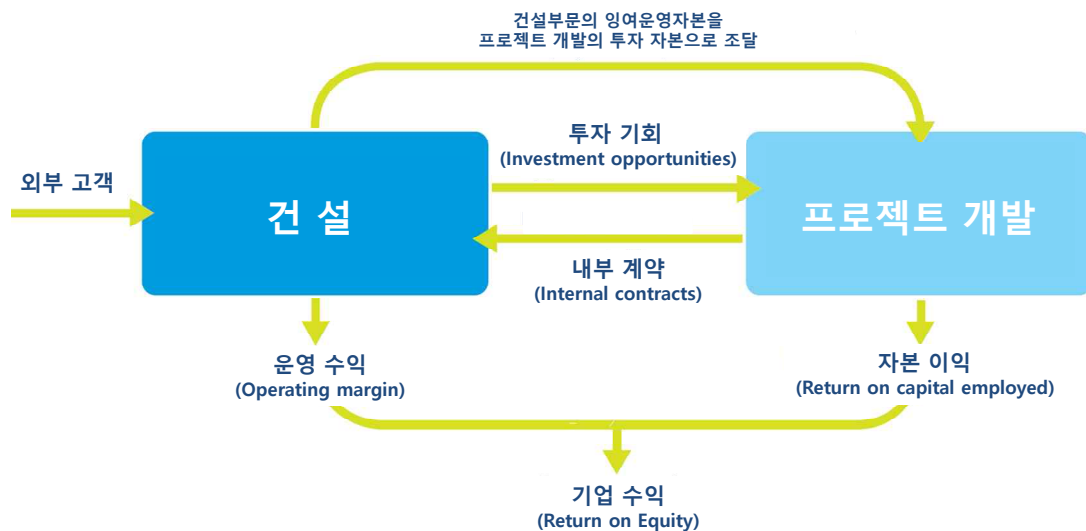 건설부문의 잉여운영자본을
프로젝트 개발의 투자 자본으로 조달
외부 고객
건 설
투자 기회
(Investment opportunities)
내부 계약
(Internal contracts)
프로젝트 개발
운영 수익
(Operating margin)
자본 이익
(Return on capital employed)
기업 수익
(Return on Equity)